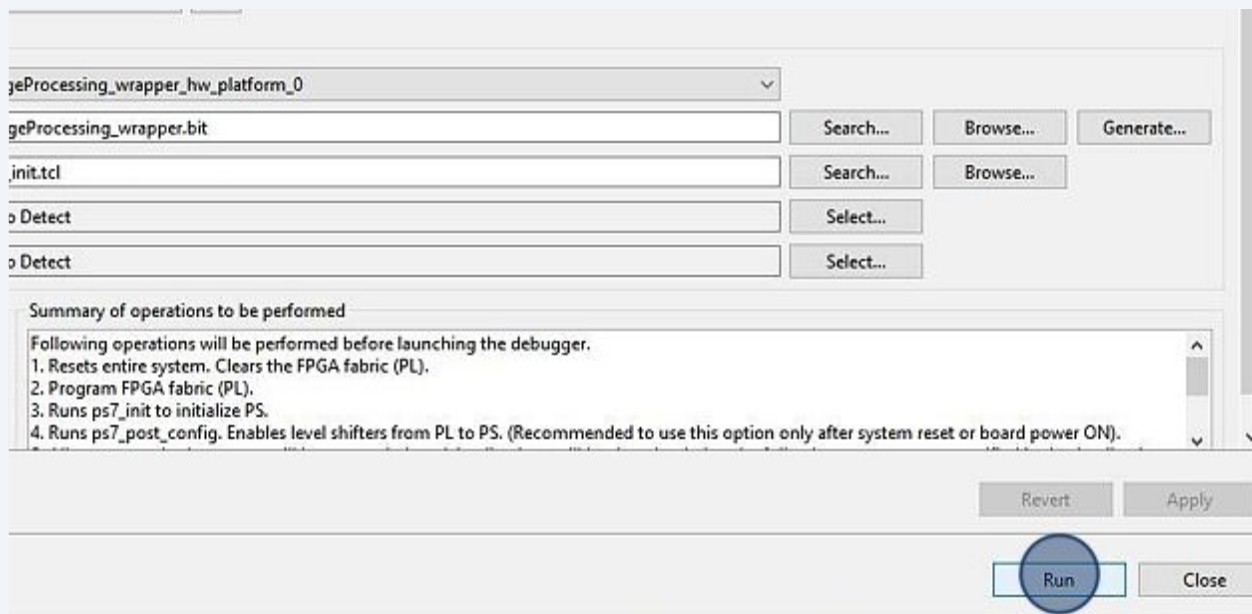 geProcessing_wrapper_hw_platform_0
geProcessing_wrapper.bit
Search...
Browse...
Generate...
_init.tcl
Search...
Browse...
o Detect
Select...
o Detect
Select...
Summary of operations to be performed
Following operations will be performed before launching the debugger.
1. Resets entire system. Clears the FPGA fabric (PL).
2. Program FPGA fabric (PL).
3. Runs ps7_init to initialize PS.
4. Runs ps7_post_config. Enables level shifters from PL to PS. (Recommended to use this option only after system reset or board power ON).
Revert
Apply
Run
Close